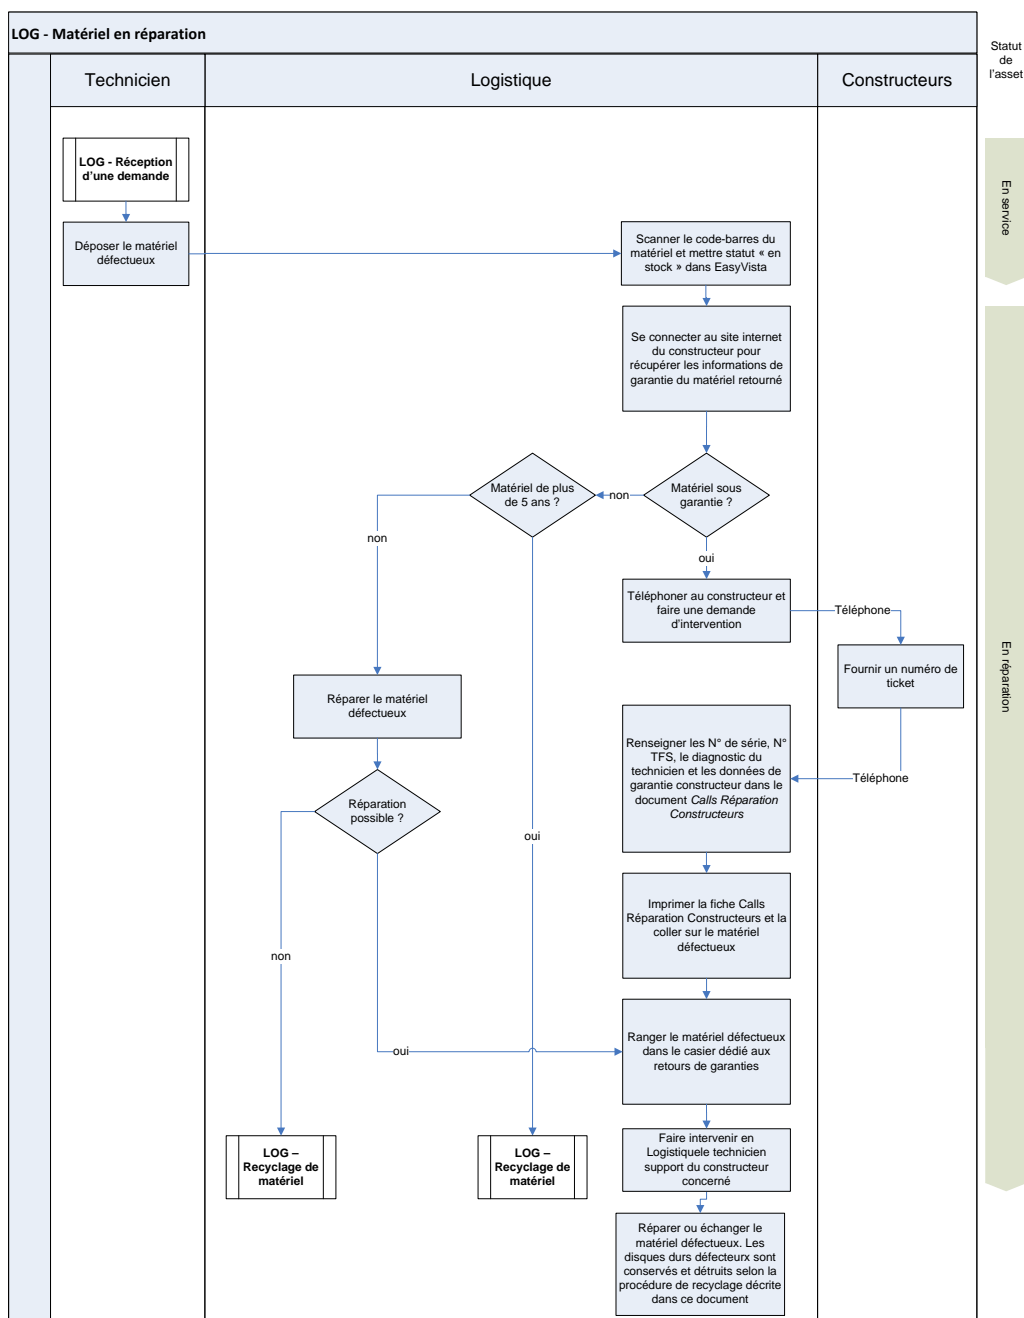 LOG - Matériel en réparation
Statut
de
l'asset
Technicien
Logistique
Constructeurs
LOG - Réception
d'une demande
En service
Déposer le matériel
défectueux
Scanner le code-barres du
matériel et mettre statut « en
stock » dans EasyVista
Se connecter au site internet
du constructeur pour
récupérer les informations de
garantie du matériel retourné
Matériel de plus
de 5 ans ?
non
Matériel sous
garantie ?
non
oui
Téléphoner au constructeur et
faire une demande
d'intervention
Téléphone
En réparation
Fournir un numéro de
ticket
Réparer le matériel
défectueux
Renseigner les N° de série, N°
TFS, le diagnostic du
technicien et les données de
garantie constructeur dans le
document Calls Réparation
Constructeurs
Téléphone
Réparation
possible ?
oui
Imprimer la fiche Calls
Réparation Constructeurs et la
coller sur le matériel
défectueux
non
Ranger le matériel défectueux
dans le casier dédié aux
retours de garanties
oui
LOG –
Recyclage de
matériel
LOG –
Recyclage de
matériel
Faire intervenir en
Logistiquele technicien
support du constructeur
concerné
Réparer ou échanger le
matériel défectueux. Les
disques durs défecteurx sont
conservés et détruits selon la
procédure de recyclage décrite
dans ce document